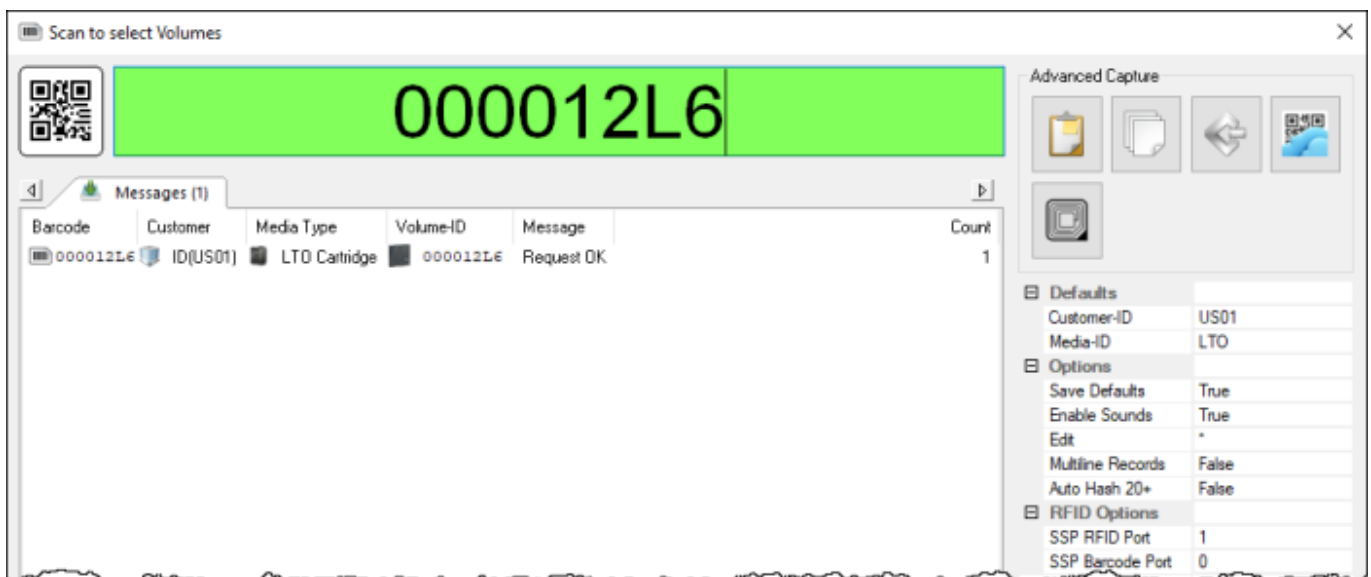 Scan to select Volumes
000012L6
Advanced Capture
Messages (1)
Barcode Customer Media Type Volume-ID Message Count
000012L6 ID(US01) LTO Cartridge 000012L6 Request OK 1
Defaults
Customer-ID US01
Media-ID LTO
Options
Save Defaults True
Enable Sounds True
Edit *
Multiline Records False
Auto Hash 20+ False
RFID Options
SSP RFID Port 1
SSP Barcode Port 0